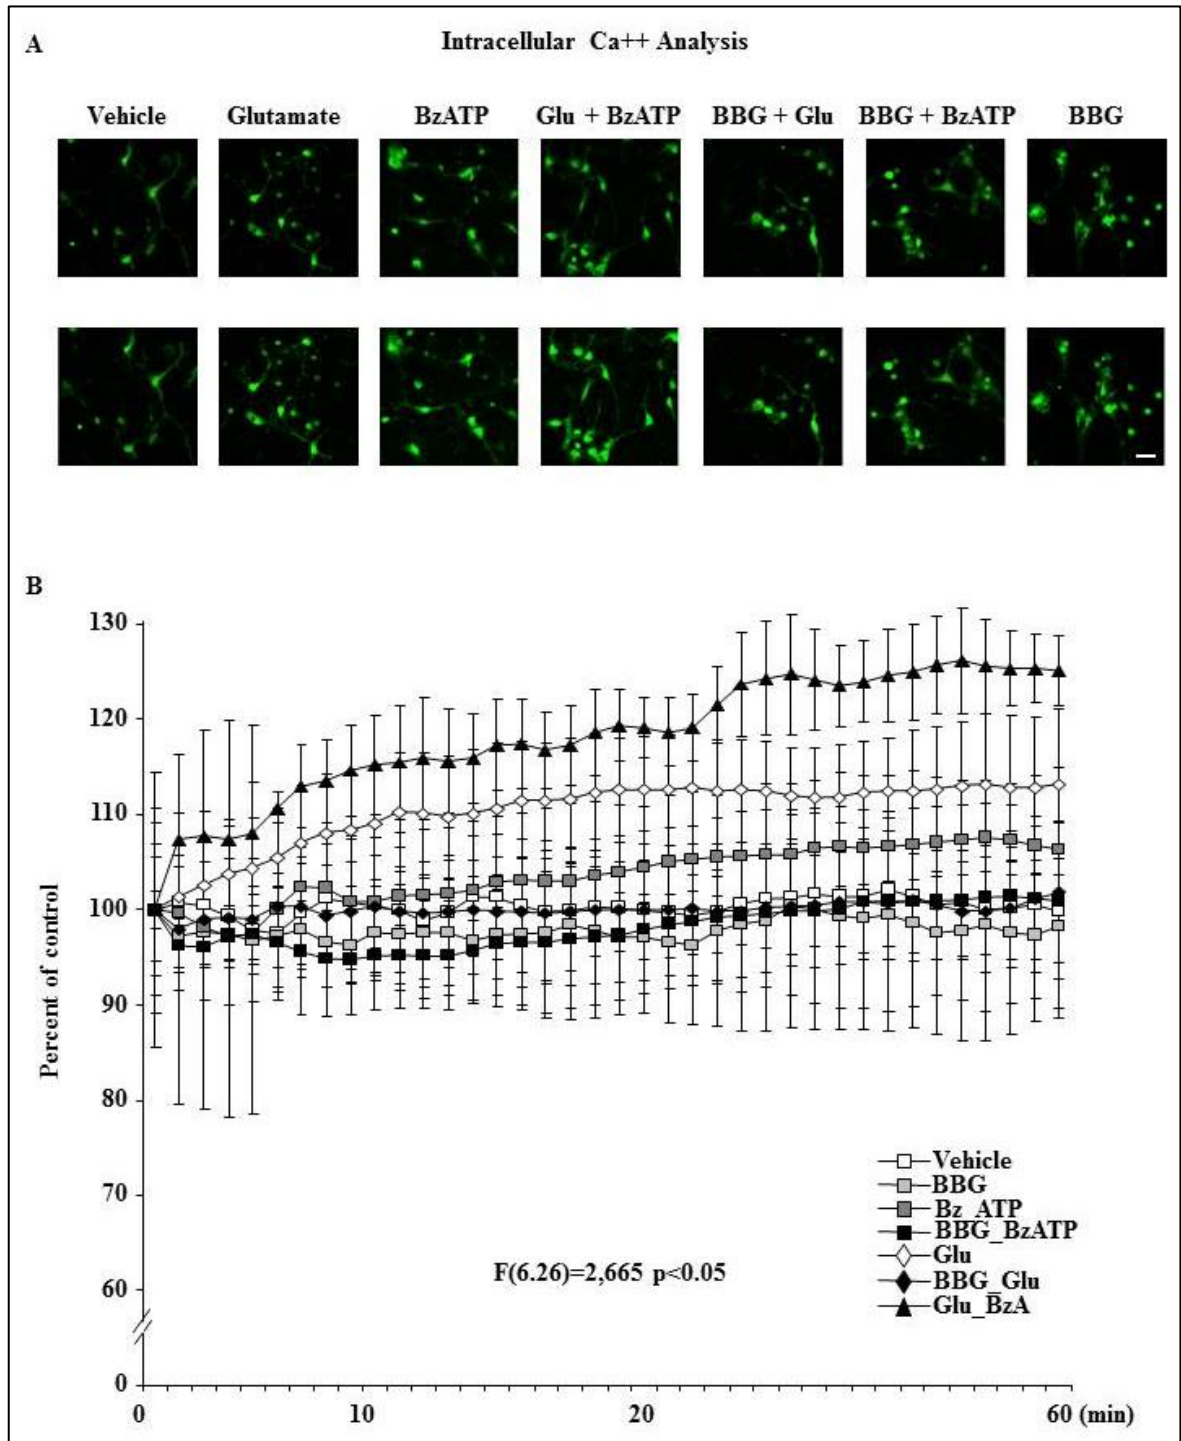 A
Intracellular Ca++ Analysis
Vehicle Glutamate BzATP Glu + BzATP BBG + Glu BBG + BzATP BBG
B
130
120
110
100
90
80
70
60
0
Percent of control
Vehicle
BBG
Bz_ATP
BBG_BzATP
Glu
BBG_Glu
Glu_BzA
F(6.26)=2,665 p<0.05
0 10 20 60 (min)